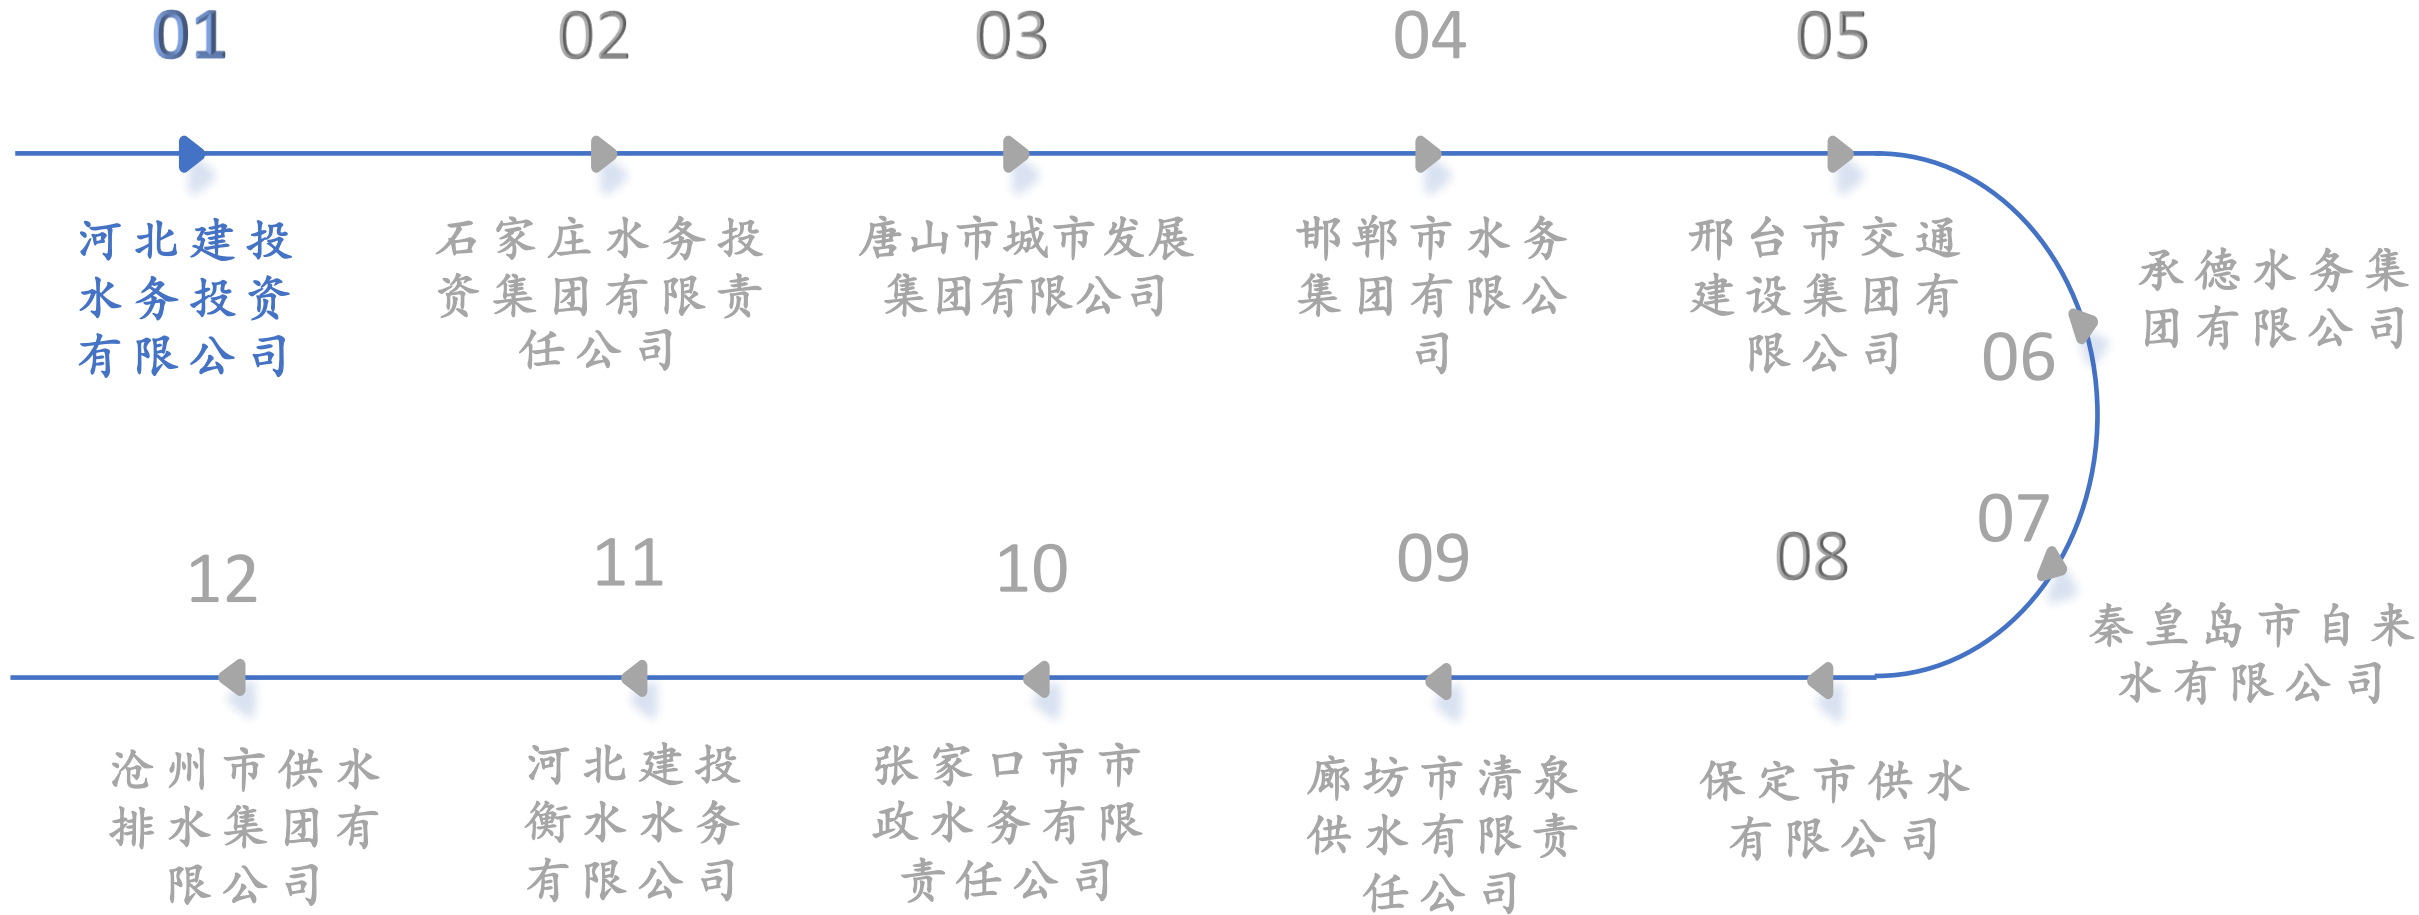 01
河北建投
水务投资
有限公司
02
石家庄水务投
资集团有限责
任公司
03
唐山市城市发展
集团有限公司
04
邯郸市水务
集团有限公
司
05
邢台市交通
建设集团有
限公司
06
承德水务集
团有限公司
07
秦皇岛市自来
水有限公司
08
保定市供水
有限公司
09
廊坊市清泉
供水有限责
任公司
10
张家口市市
政水务有限
责任公司
11
河北建投
衡水水务
有限公司
12
沧州市供水
排水集团有
限公司